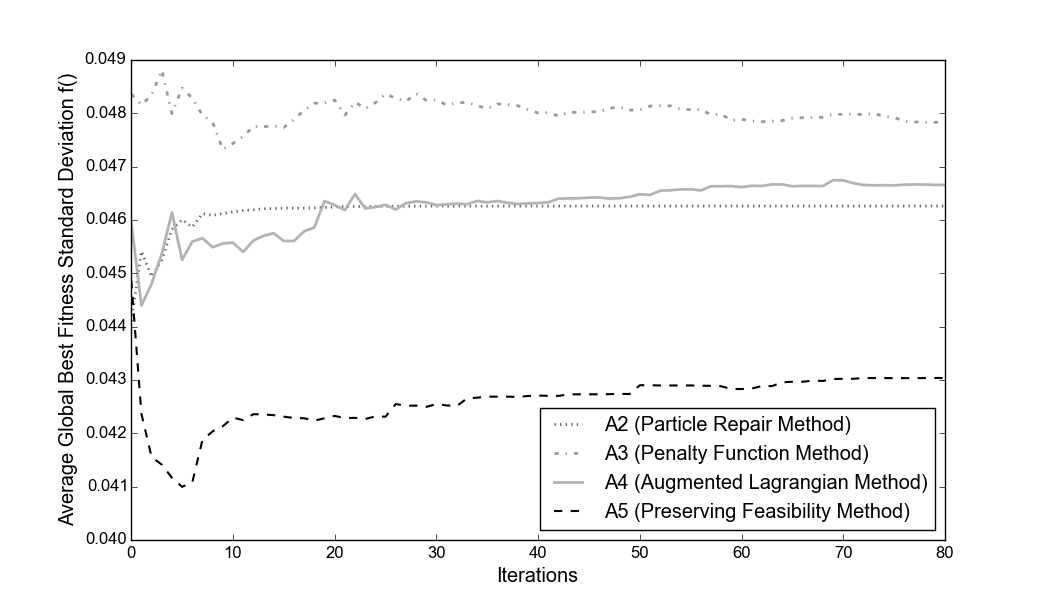 Average Global Best Fitness Standard Deviation f()
0.049
0.048
0.047
0.046
0.045
0.044
0.043
0.042
0.041
0.040
A2 (Particle Repair Method)
A3 (Penalty Function Method)
A4 (Augmented Lagrangian Method)
A5 (Preserving Feasibility Method)
0 10 20 30 40 50 60 70 80
Iterations